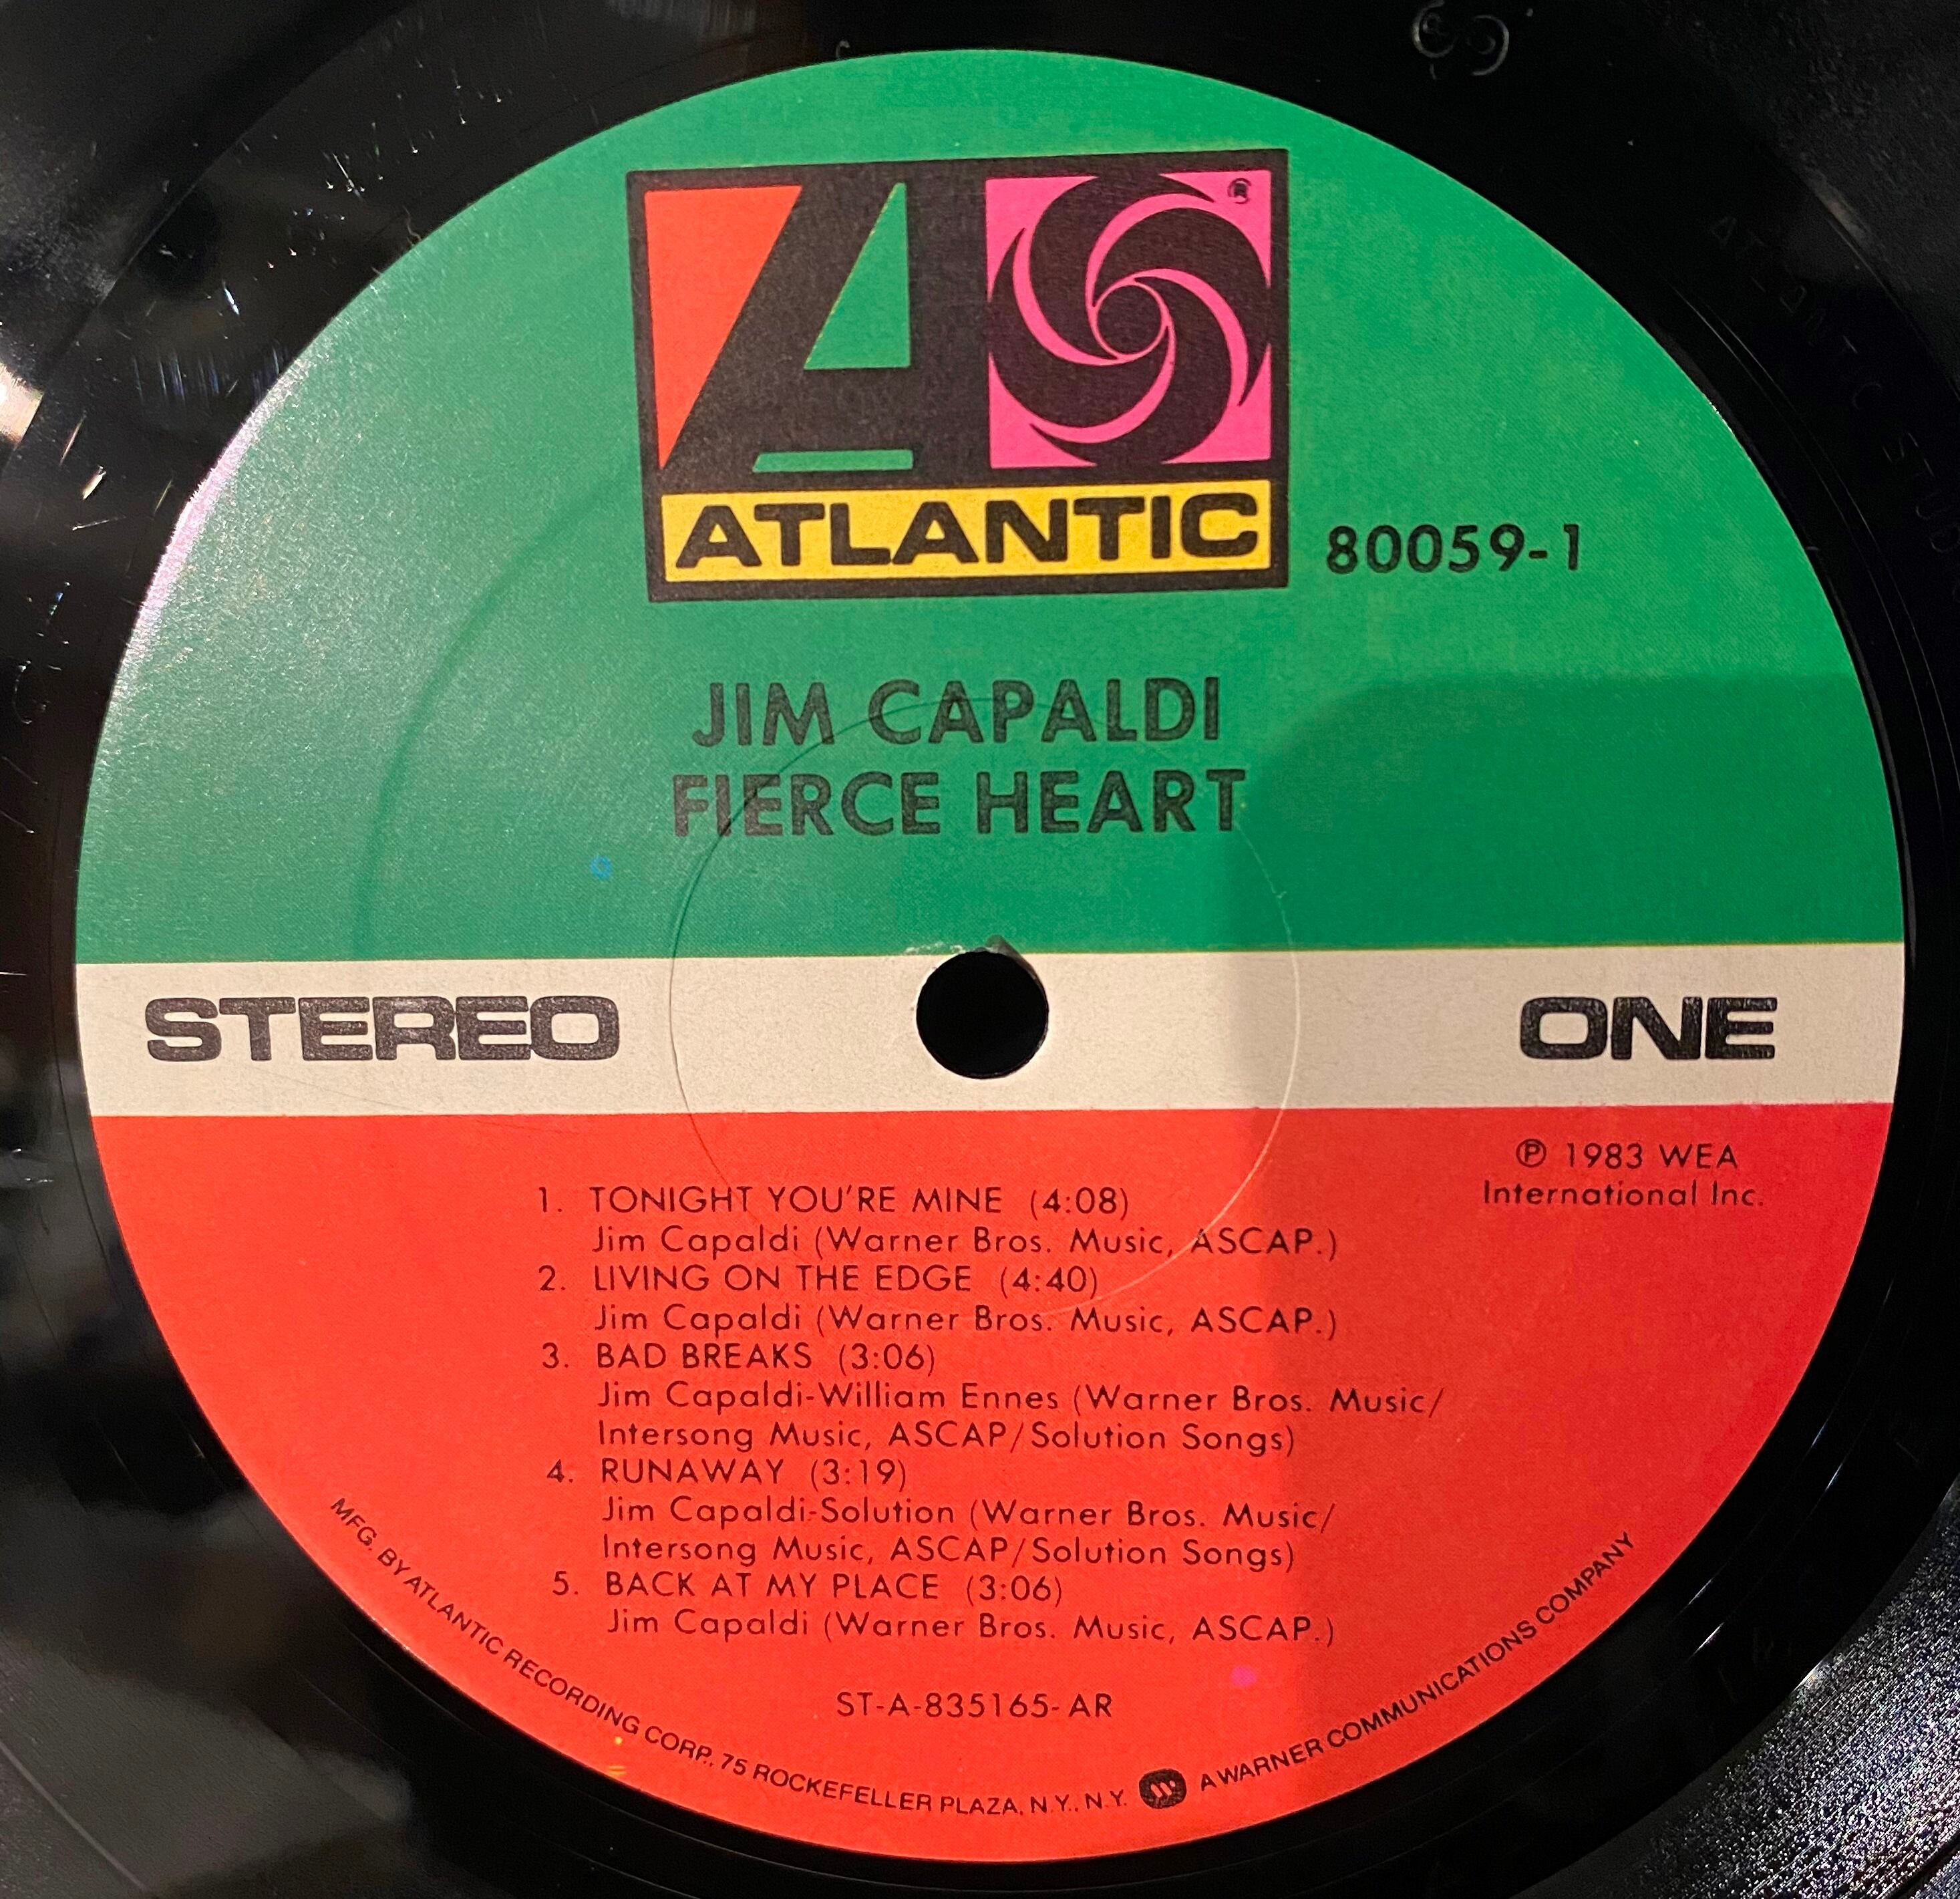 ®
ATLANTIC
80059-1
JIM CAPALDI
FIERCE HEART
STEREO
ONE
℗ 1983 WEA
International Inc.
1. TONIGHT YOU'RE MINE (4:08)
Jim Capaldi (Warner Bros. Music, ASCAP.)
2. LIVING ON THE EDGE (4:40)
Jim Capaldi (Warner Bros. Music, ASCAP.)
3. BAD BREAKS (3:06)
Jim Capaldi-William Ennes (Warner Bros. Music/
Intersong Music, ASCAP/Solution Songs)
4. RUNAWAY (3:19)
Jim Capaldi-Solution (Warner Bros. Music/
Intersong Music, ASCAP/Solution Songs)
5. BACK AT MY PLACE (3:06)
Jim Capaldi (Warner Bros. Music, ASCAP.)
ST-A-835165-AR
MFG. BY ATLANTIC RECORDING CORP., 75 ROCKEFELLER PLAZA, N.Y., N.Y. A WARNER COMMUNICATIONS COMPANY